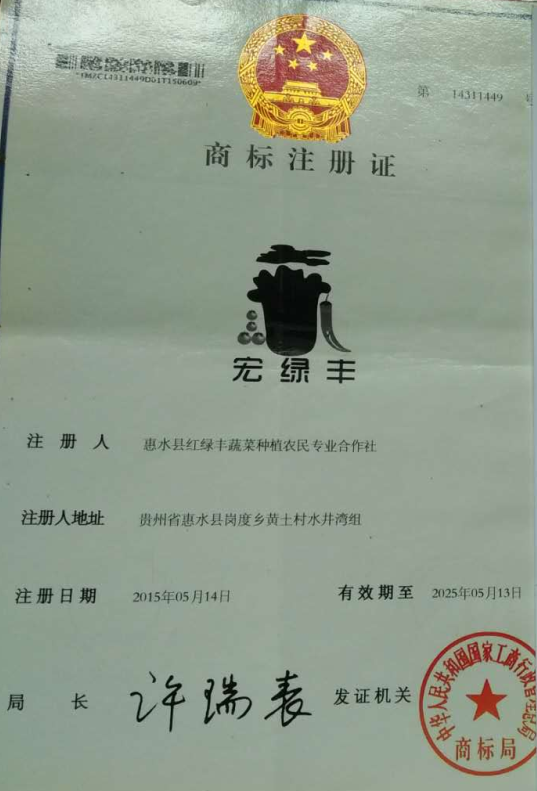 第 14311449
*TMZC14311449D01T150609*
商标注册证
宏绿丰
注册人 惠水县红绿丰蔬菜种植农民专业合作社
注册人地址 贵州省惠水县岗度乡黄土村水井湾组
注册日期 2015年05月14日 有效期至 2025年05月13日
局长 许瑞表 发证机关
中华人民共和国国家工商行政管理总局
商标局